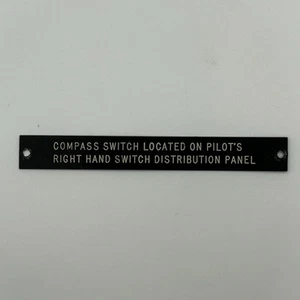 COMPASS SWITCH LOCATED ON PILOT'S
RIGHT HAND SWITCH DISTRIBUTION PANEL